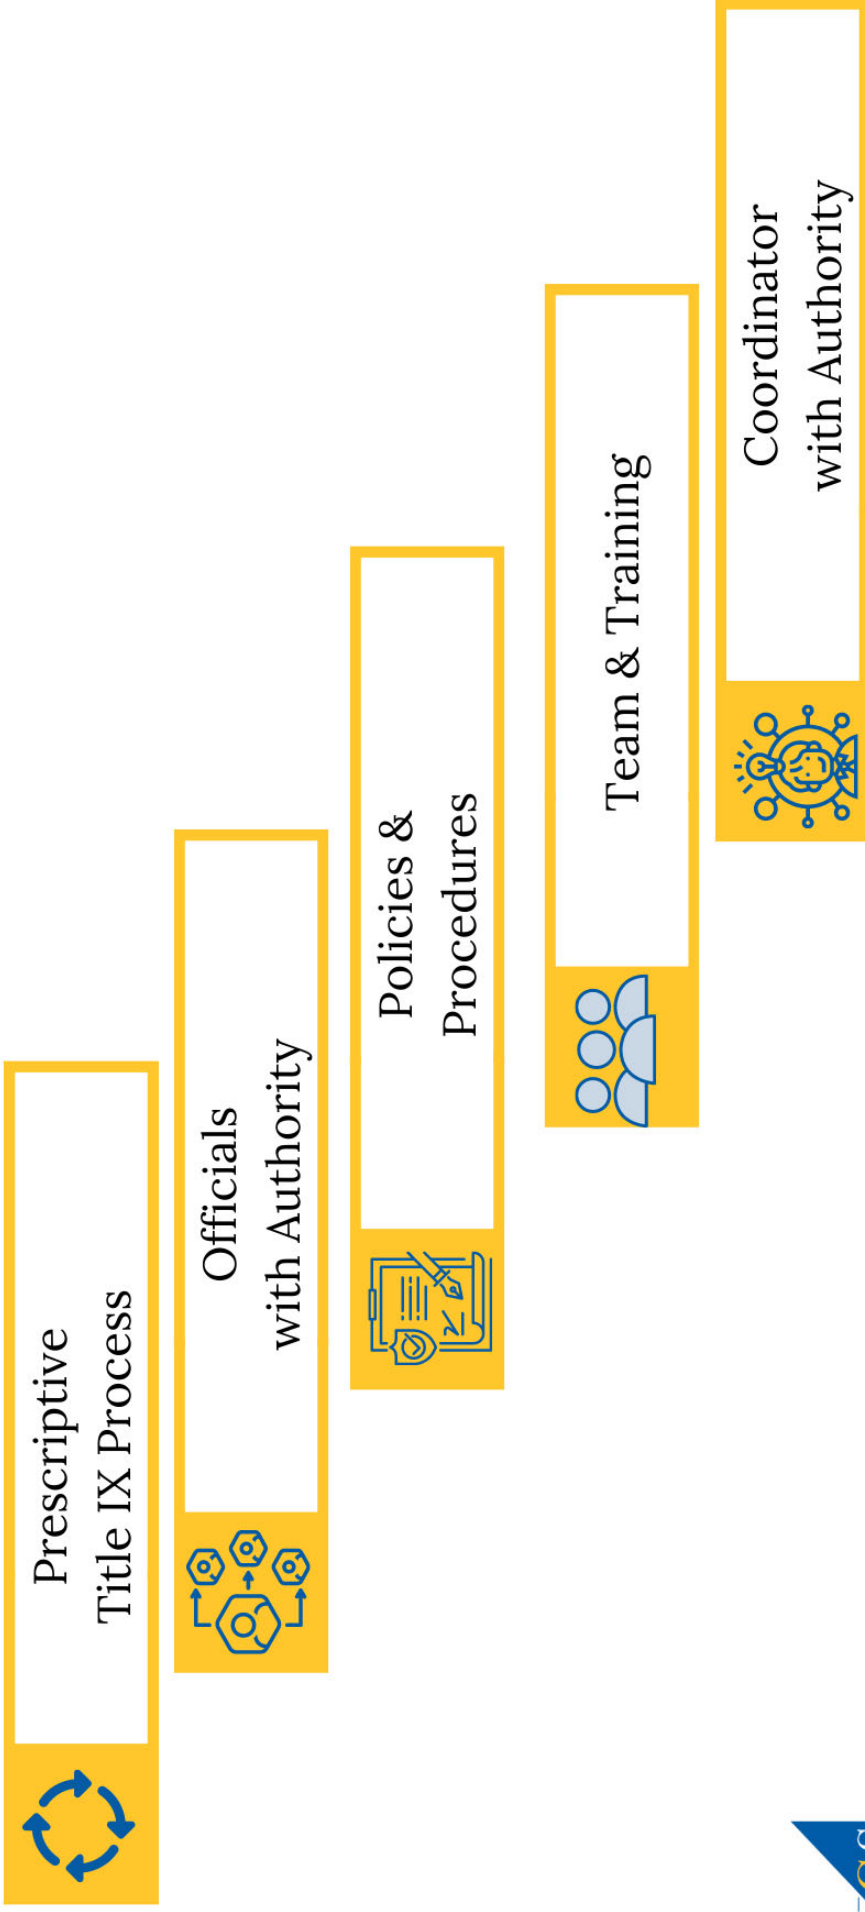 Prescriptive
Title IX Process
Officials
with Authority
Policies &
Procedures
Team & Training
Coordinator
with Authority